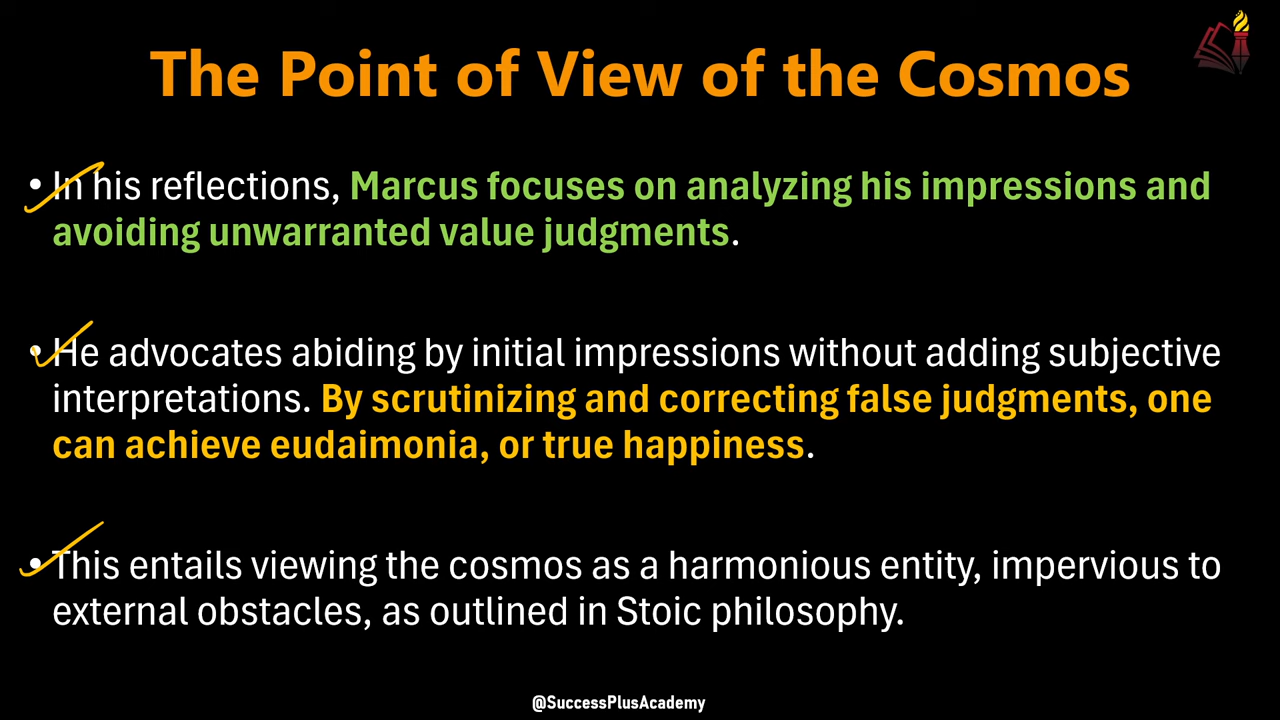 The Point of View of the Cosmos
• In his reflections, Marcus focuses on analyzing his impressions and
avoiding unwarranted value judgments.
• He advocates abiding by initial impressions without adding subjective
interpretations. By scrutinizing and correcting false judgments, one
can achieve eudaimonia, or true happiness.
• This entails viewing the cosmos as a harmonious entity, impervious to
external obstacles, as outlined in Stoic philosophy.
@SuccessPlusAcademy